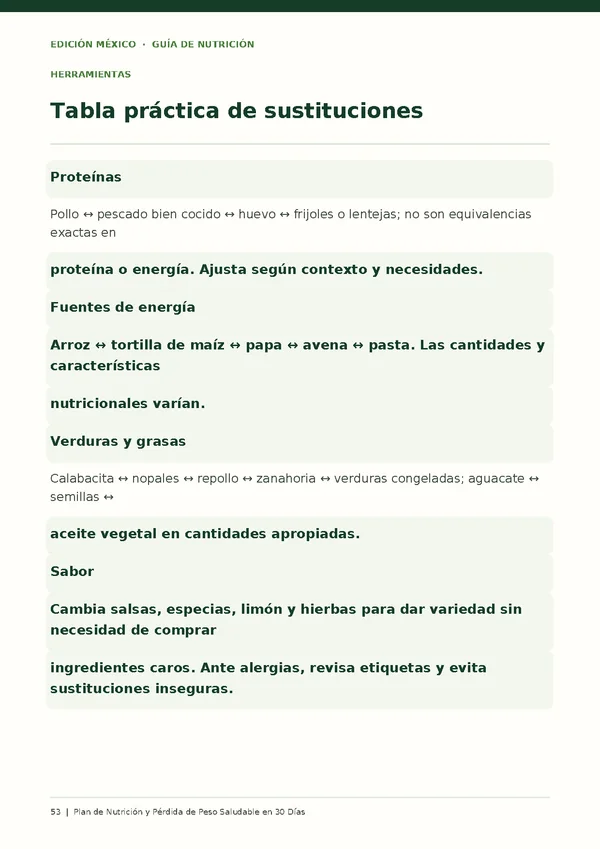 EDICIÓN MÉXICO · GUÍA DE NUTRICIÓN
HERRAMIENTAS
Tabla práctica de sustituciones
Proteínas
Pollo ↔ pescado bien cocido ↔ huevo ↔ frijoles o lentejas; no son equivalencias
exactas en
proteína o energía. Ajusta según contexto y necesidades.
Fuentes de energía
Arroz ↔ tortilla de maíz ↔ papa ↔ avena ↔ pasta. Las cantidades y
características
nutricionales varían.
Verduras y grasas
Calabacita ↔ nopales ↔ repollo ↔ zanahoria ↔ verduras congeladas; aguacate ↔
semillas ↔
aceite vegetal en cantidades apropiadas.
Sabor
Cambia salsas, especias, limón y hierbas para dar variedad sin
necesidad de comprar
ingredientes caros. Ante alergias, revisa etiquetas y evita
sustituciones inseguras.
53 | Plan de Nutrición y Pérdida de Peso Saludable en 30 Días